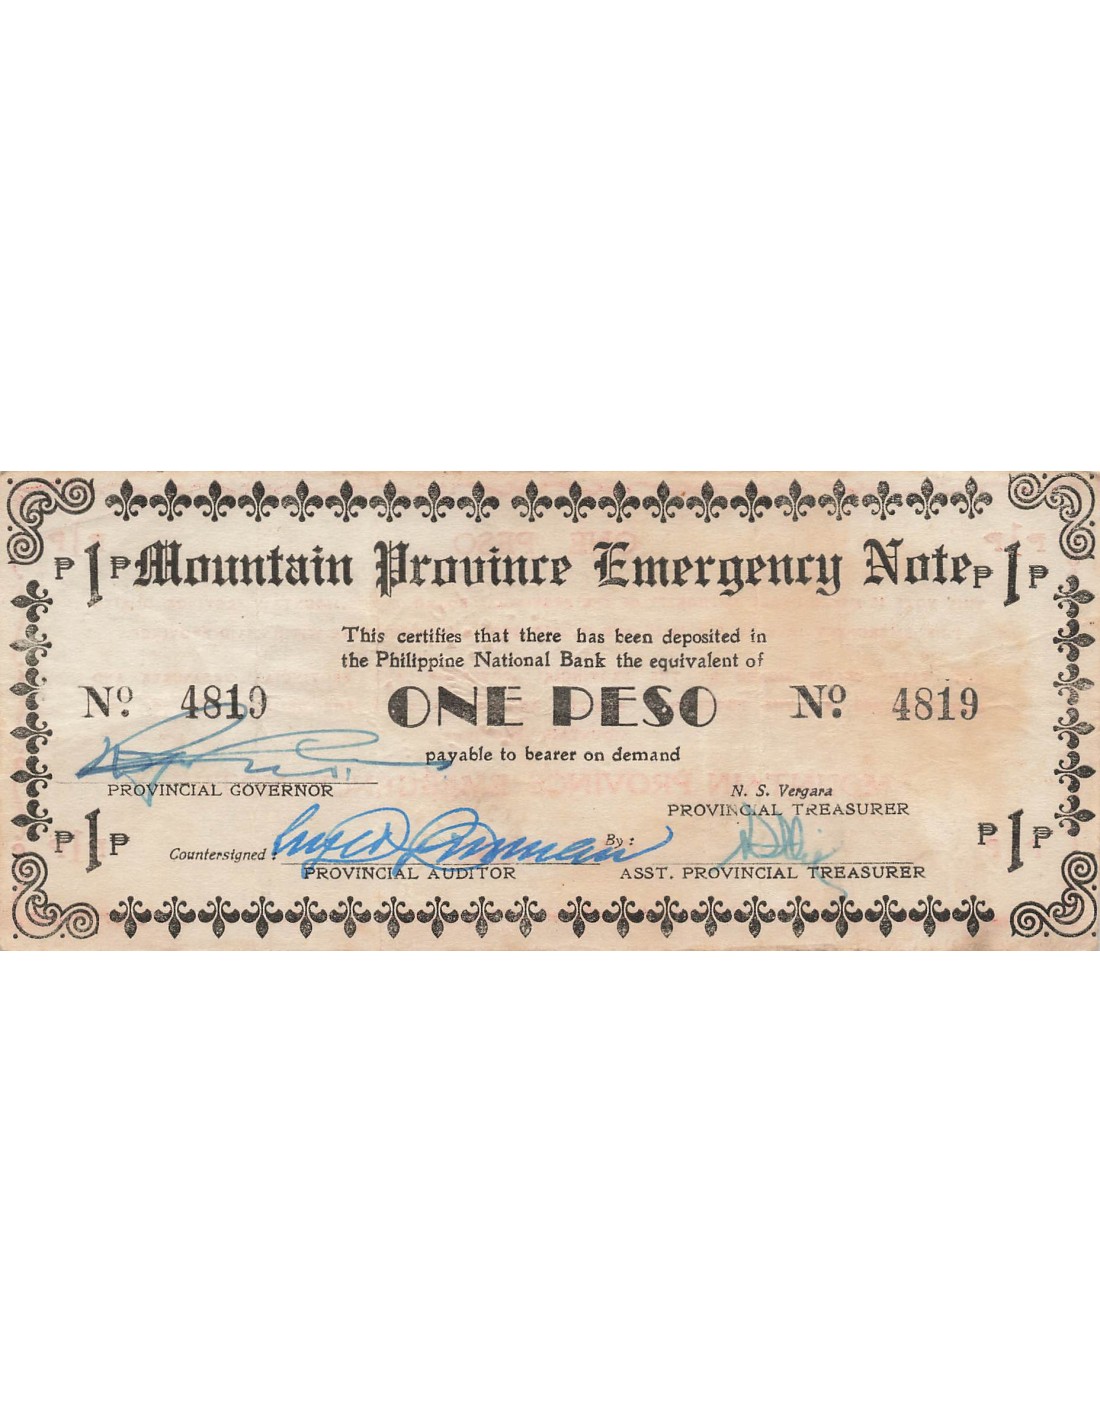 ₱ 1 ₱ Mountain Province Emergency Note ₱ 1 ₱
This certifies that there has been deposited in
the Philippine National Bank the equivalent of
Nº 4819 ONE PESO Nº 4819
payable to bearer on demand
PROVINCIAL GOVERNOR
N. S. Vergara
PROVINCIAL TREASURER
₱ 1 ₱
Countersigned :
PROVINCIAL AUDITOR
By :
ASST. PROVINCIAL TREASURER
₱ 1 ₱